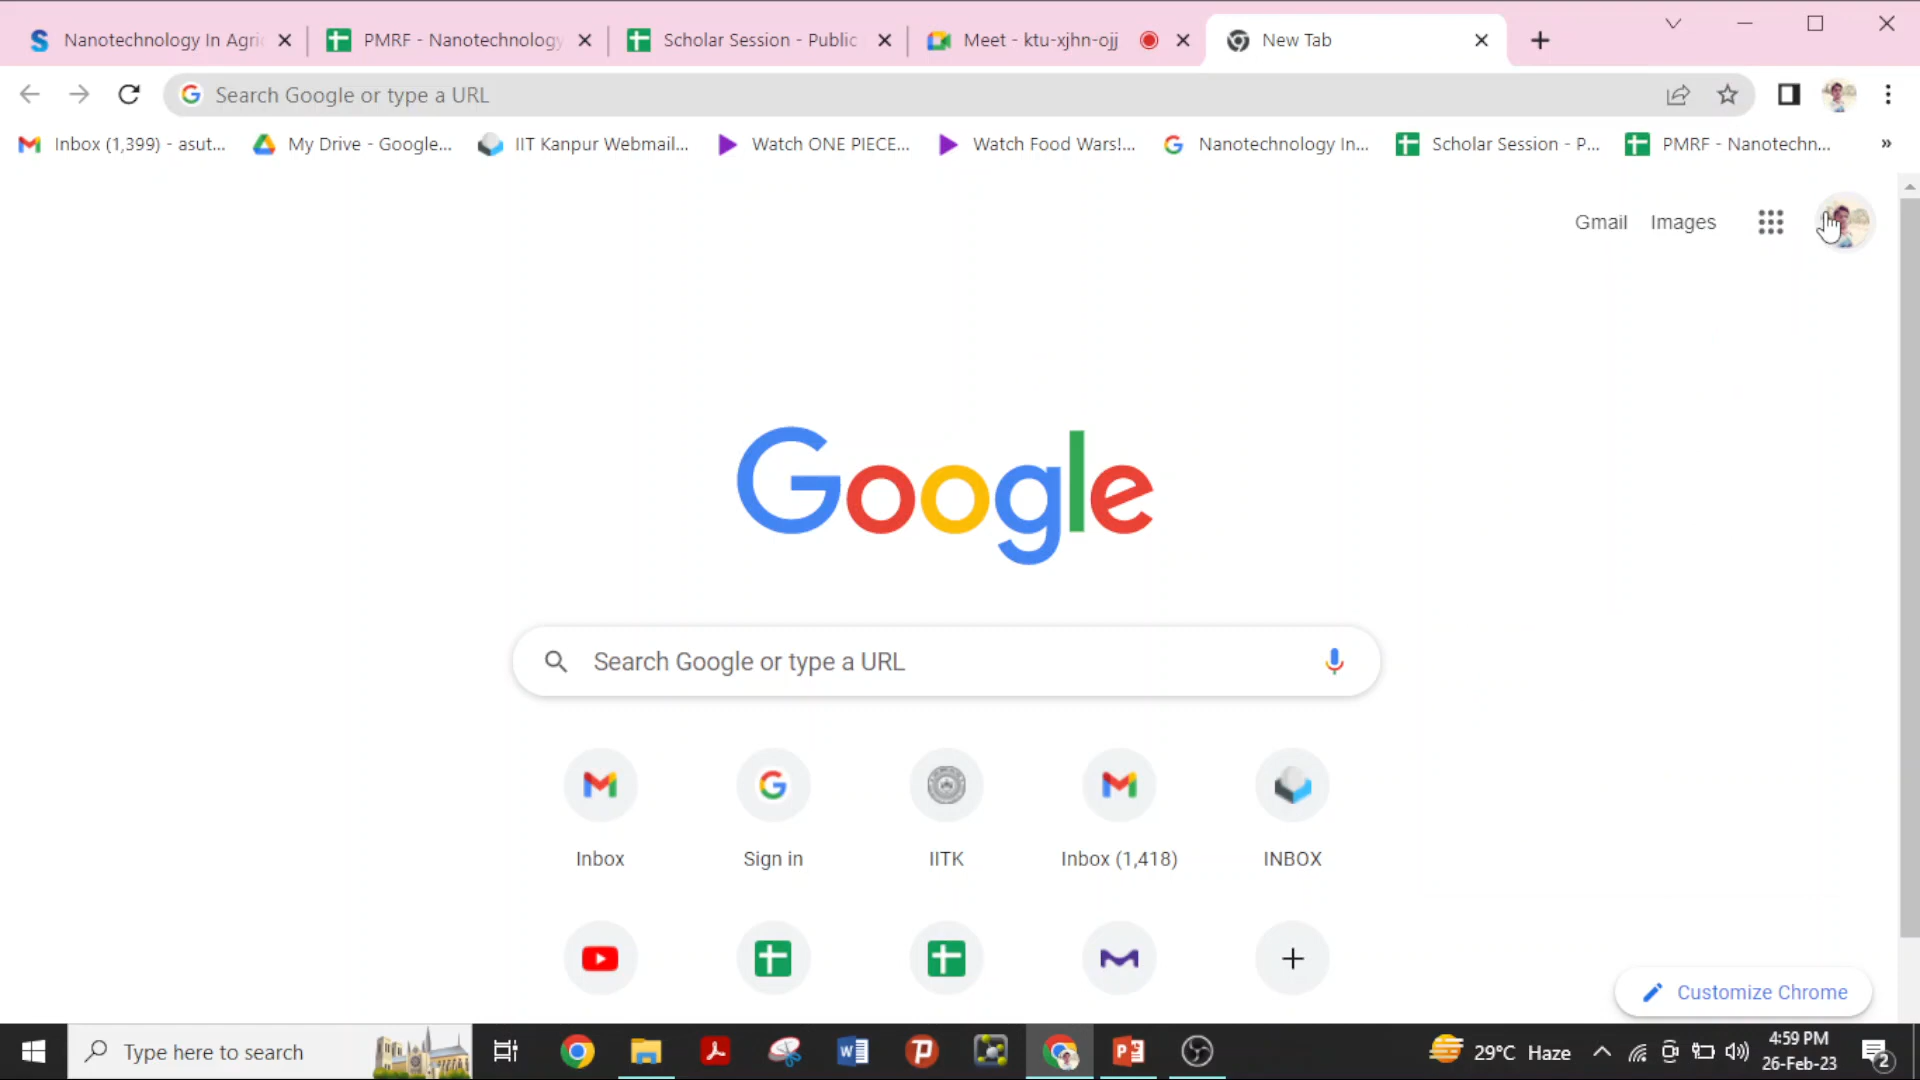 Nanotechnology In Agri
PMRF - Nanotechnology
Scholar Session - Public
Meet - ktu-xjhn-ojj
New Tab
Search Google or type a URL
Inbox (1,399) - asut...
My Drive - Google...
IIT Kanpur Webmail...
Watch ONE PIECE...
Watch Food Wars!...
Nanotechnology In...
Scholar Session - P...
PMRF - Nanotechn...
»
Gmail
Images
Google
Search Google or type a URL
Inbox
Sign in
IITK
Inbox (1,418)
INBOX
Customize Chrome
Type here to search
29°C Haze
4:59 PM
26-Feb-23
2